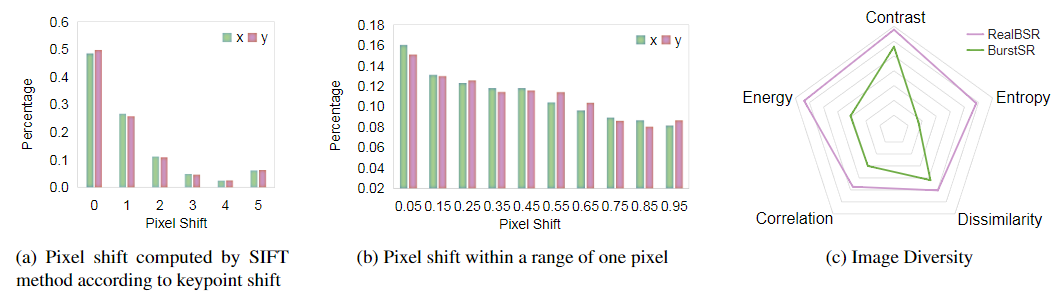 0.6
0.5
0.4
0.3
0.2
0.1
0.0
Percentage
x y
0 1 2 3 4 5
Pixel Shift
(a) Pixel shift computed by SIFT
method according to keypoint shift
0.18
0.16
0.14
0.12
0.10
0.08
0.06
0.04
0.02
Percentage
x y
0.05 0.15 0.25 0.35 0.45 0.55 0.65 0.75 0.85 0.95
Pixel Shift
(b) Pixel shift within a range of one pixel
Contrast
RealBSR
BurstSR
Energy
Entropy
Correlation
Dissimilarity
(c) Image Diversity